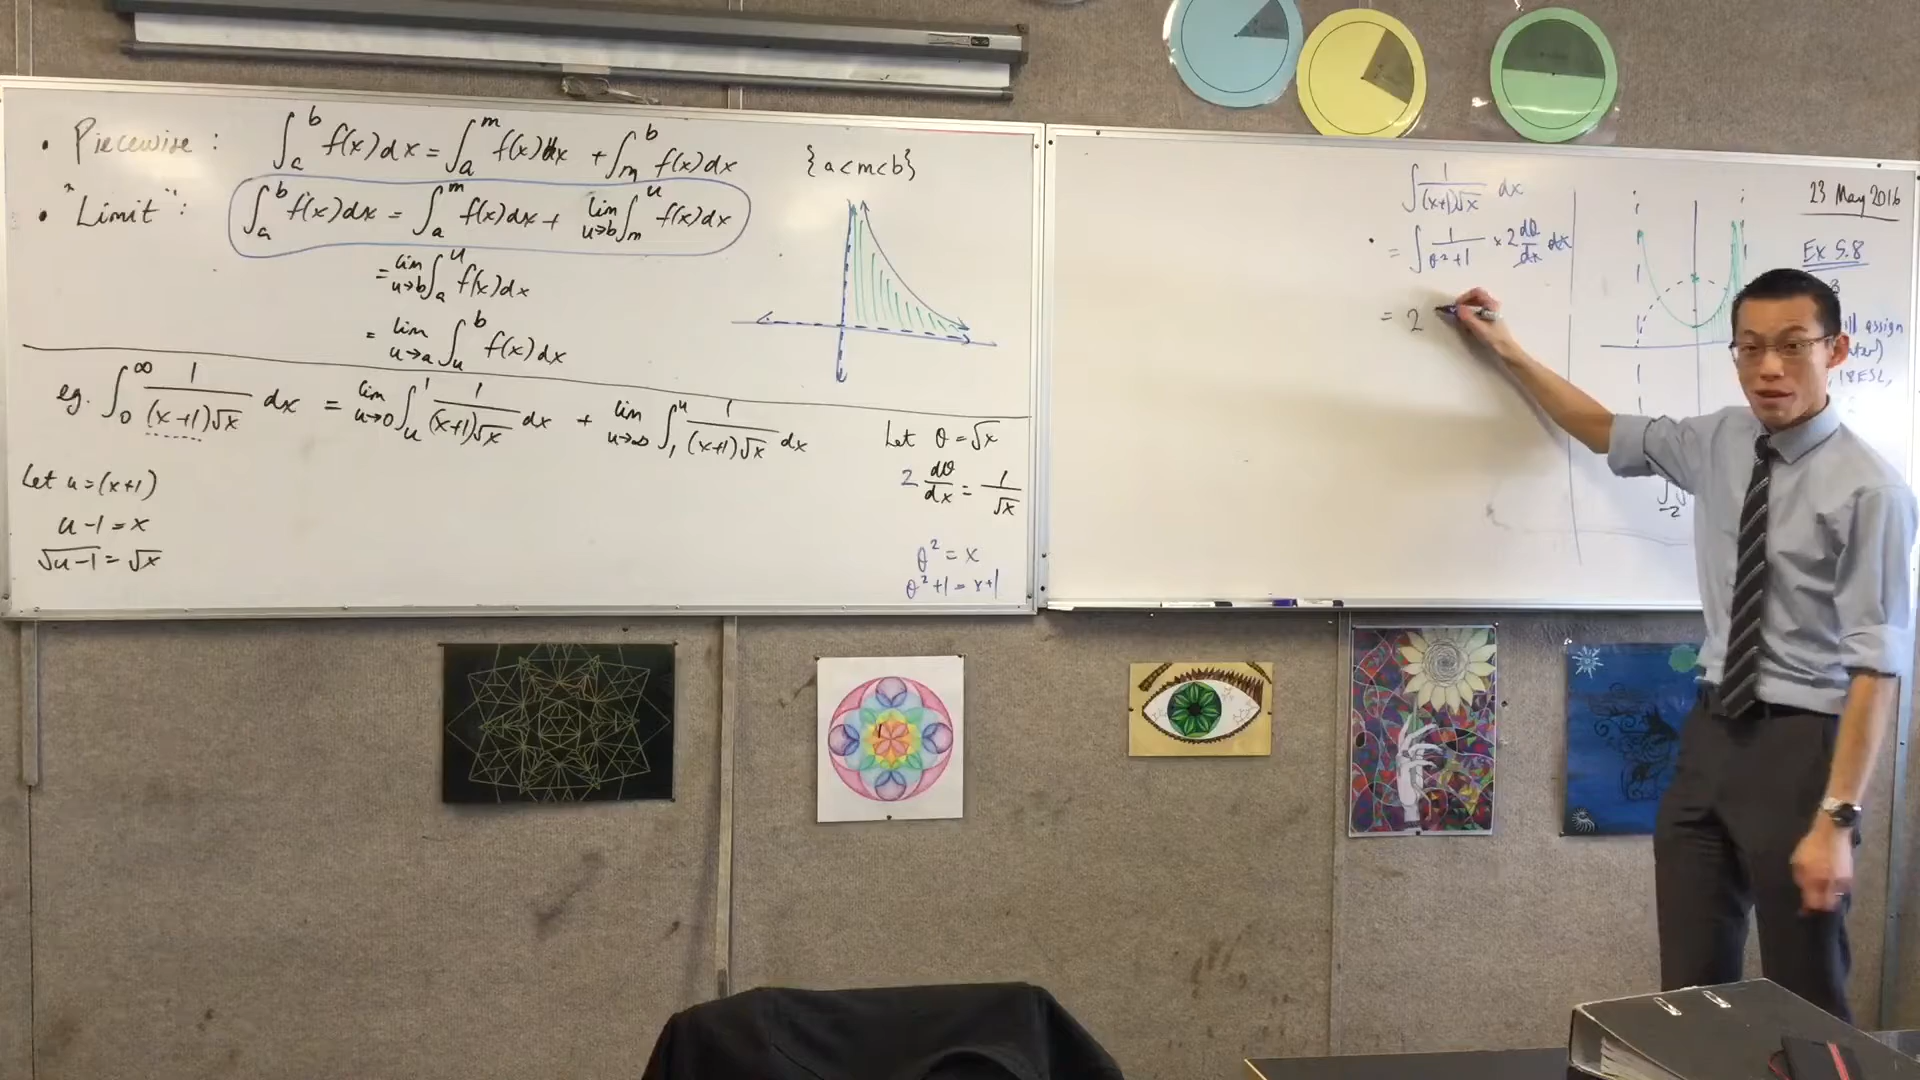 • Piecewise: ∫_a^b f(x)dx = ∫_a^m f(x)dx + ∫_m^b f(x)dx {a<m<b}
• "Limit": ∫_a^b f(x)dx = ∫_a^m f(x)dx + lim_{u→b} ∫_m^u f(x)dx
= lim_{u→b} ∫_a^u f(x)dx
= lim_{u→a} ∫_u^b f(x)dx
eg. ∫_0^∞ 1/((x+1)√x) dx = lim_{u→0} ∫_u^1 1/((x+1)√x) dx + lim_{u→∞} ∫_1^u 1/((x+1)√x) dx
Let u=(x+1)
u-1=x
√(u-1)=√x
Let θ=√x
2 dθ/dx = 1/√x
θ²=x
θ²+1=x+1
∫ 1/((x+1)√x) dx
= ∫ 1/(θ²+1) × 2 dθ/dx dx
= 2
23 May 2016
Ex 5.8
assign
18ESL,